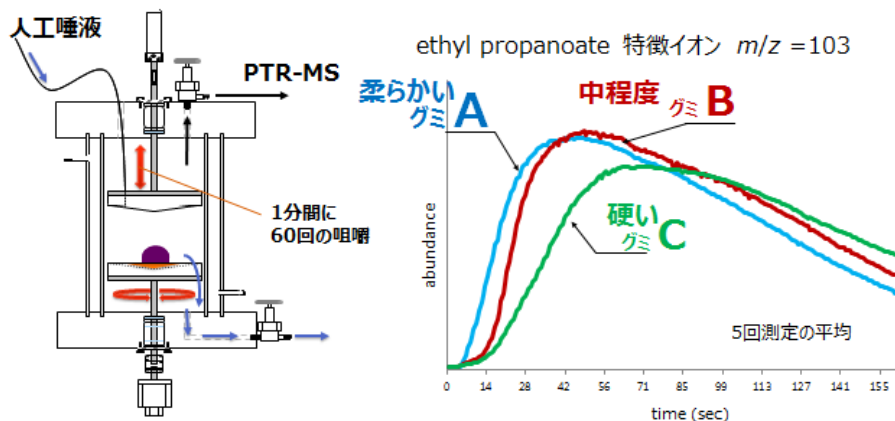 人工唾液
PTR-MS
1分間に
60回の咀嚼
ethyl propanoate 特徴イオン m/z =103
柔らかい
グミ A
中程度
グミ B
硬い
グミ C
abundance
5回測定の平均
0 14 28 42 56 71 85 99 113 127 141 155
time (sec)